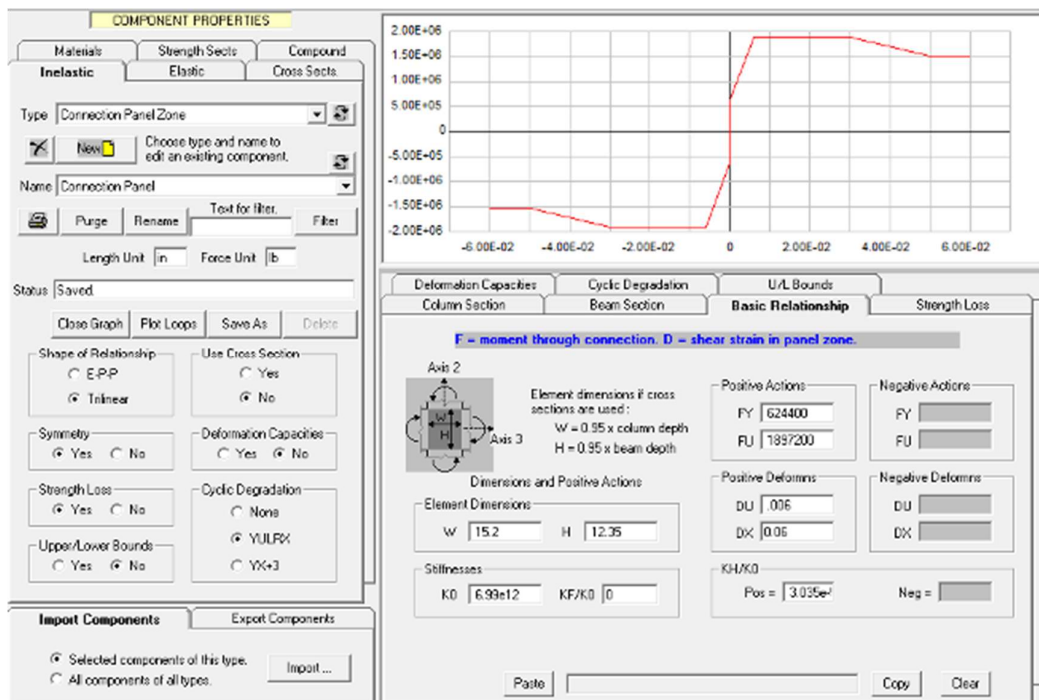 COMPONENT PROPERTIES
Materials Strength Sects Compound
Inelastic Elastic Cross Sects.
Type Connection Panel Zone
New Choose type and name to
edit an existing component.
Name Connection Panel
Purge Rename Text for filter. Filter
Length Unit in Force Unit lb
Status Saved.
Close Graph Plot Loops Save As Delete
Shape of Relationship
E-P-P
Trilinear
Use Cross Section
Yes
No
Symmetry
Yes No
Deformation Capacities
Yes No
Strength Loss
Yes No
Cyclic Degradation
None
YULRX
YX+3
Upper/Lower Bounds
Yes No
Import Components Export Components
Selected components of this type.
All components of all types.
Import ...
2.00E+06
1.50E+06
1.00E+06
5.00E+05
0
-5.00E+05
-1.00E+06
-1.50E+06
-2.00E+06
-6.00E-02 -4.00E-02 -2.00E-02 0 2.00E-02 4.00E-02 6.00E-02
Deformation Capacities Cyclic Degradation U/L Bounds
Column Section Beam Section Basic Relationship Strength Loss
F = moment through connection. D = shear strain in panel zone.
Axis 2
W
H
Axis 3
Element dimensions if cross
sections are used :
W = 0.95 x column depth
H = 0.95 x beam depth
Dimensions and Positive Actions
Element Dimensions
W 15.2 H 12.35
Stiffnesses
K0 6.99e12 KF/K0 0
Positive Actions
FY 624400
FU 1897200
Negative Actions
FY
FU
Positive Deformns
DU .006
DX 0.06
Negative Deformns
DU
DX
KH/K0
Pos = 3.035e- Neg =
Paste Copy Clear